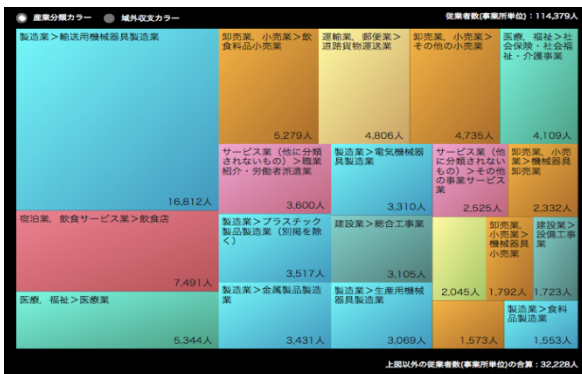 産業分類カラー 域外収支カラー
従業者数(事業所単位)：114,379人
製造業＞輸送用機械器具製造業
16,812人
宿泊業，飲食サービス業＞飲食店
7,491人
医療，福祉＞医療業
5,344人
卸売業，小売業＞飲
食料品小売業
5,279人
運輸業，郵便業＞
道路貨物運送業
4,806人
卸売業，小売業＞
その他の小売業
4,735人
医療，福祉＞社
会保険・社会福
祉・介護事業
4,109人
サービス業（他に分類
されないもの）＞職業
紹介・労働者派遣業
3,600人
製造業＞電気機械器
具製造業
3,310人
サービス業（他
に分類されない
もの）＞その他
の事業サービス
業
2,525人
卸売業，小売
業＞機械器具
卸売業
2,332人
製造業＞プラスチック
製品製造業（別掲を除
く）
3,517人
建設業＞総合工事業
3,105人
2,045人
卸売業，
小売業＞
機械器具
小売業
1,792人
建設業＞
設備工事
業
1,723人
製造業＞金属製品製造
業
3,431人
製造業＞生産用機械
器具製造業
3,069人
1,573人
製造業＞食料
品製造業
1,553人
上図以外の従業者数(事業所単位)の合算：32,228人